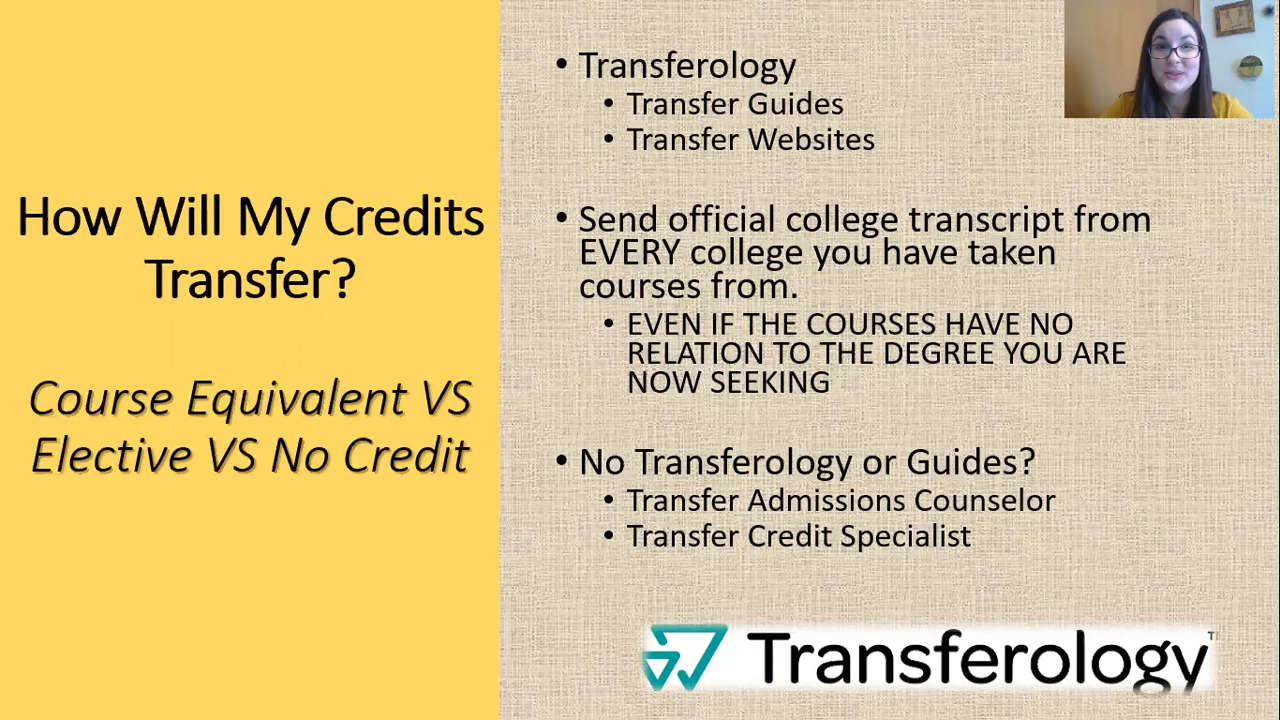 How Will My Credits
Transfer?
Course Equivalent VS
Elective VS No Credit
• Transferology
• Transfer Guides
• Transfer Websites
• Send official college transcript from
EVERY college you have taken
courses from.
• EVEN IF THE COURSES HAVE NO
RELATION TO THE DEGREE YOU ARE
NOW SEEKING
• No Transferology or Guides?
• Transfer Admissions Counselor
• Transfer Credit Specialist
Transferology